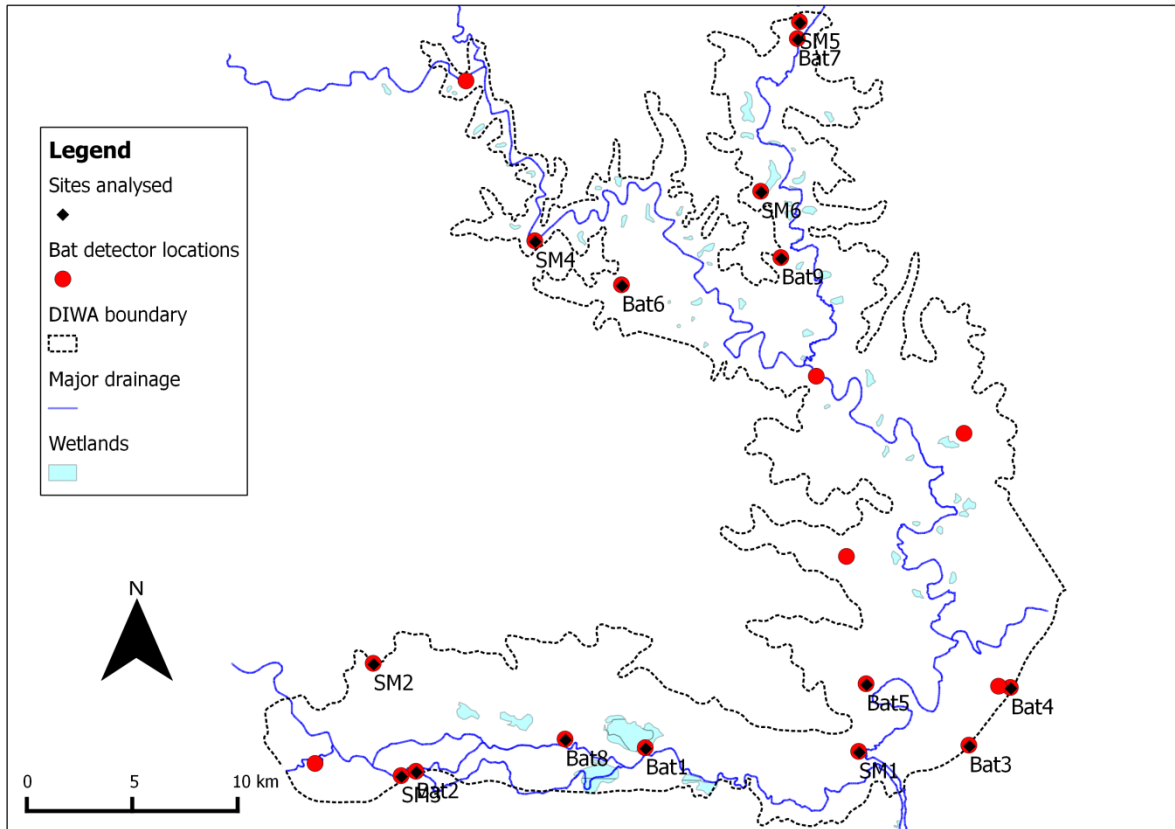 SM5
Bat7
Legend
Sites analysed
Bat detector locations
DIWA boundary
Major drainage
Wetlands
SM6
SM4
Bat9
Bat6
N
SM2
Bat5
Bat4
Bat8
Bat1
SM1
Bat3
SM3
Bat2
0 5 10 km